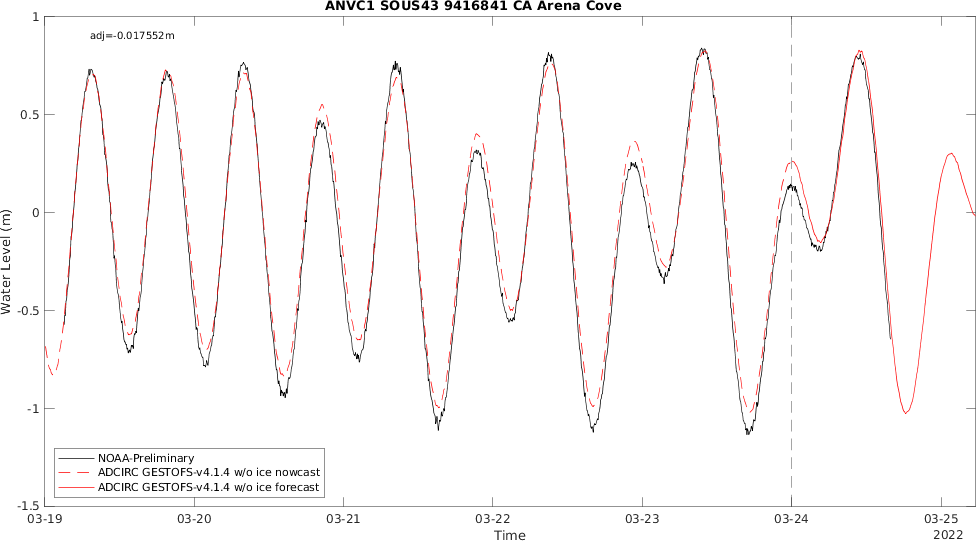 ANVC1 SOUS43 9416841 CA Arena Cove
adj=-0.017552m
1
0.5
0
-0.5
-1
-1.5
Water Level (m)
NOAA-Preliminary
ADCIRC GESTOFS-v4.1.4 w/o ice nowcast
ADCIRC GESTOFS-v4.1.4 w/o ice forecast
03-19 03-20 03-21 03-22 03-23 03-24 03-25
2022
Time